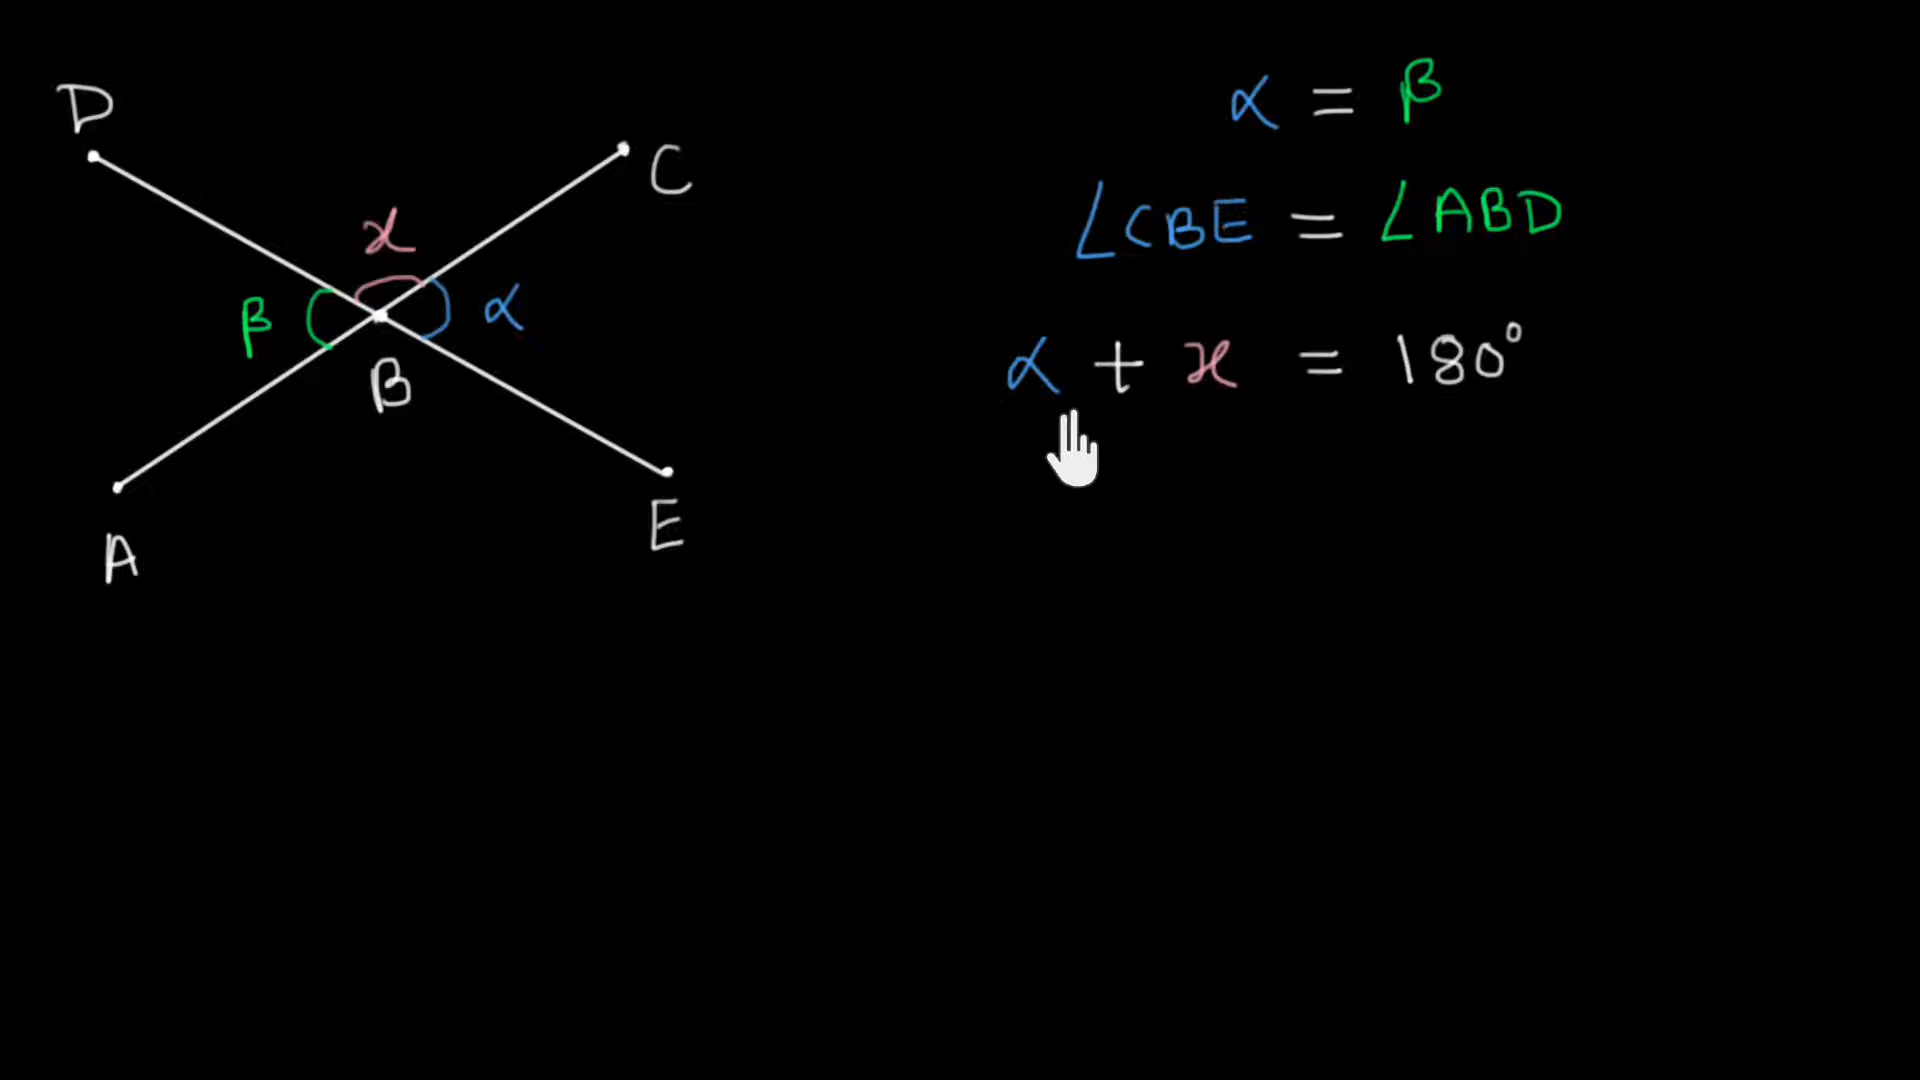 D
C
x
β
α
B
A
E
α = β
∠CBE = ∠ABD
α + x = 180°